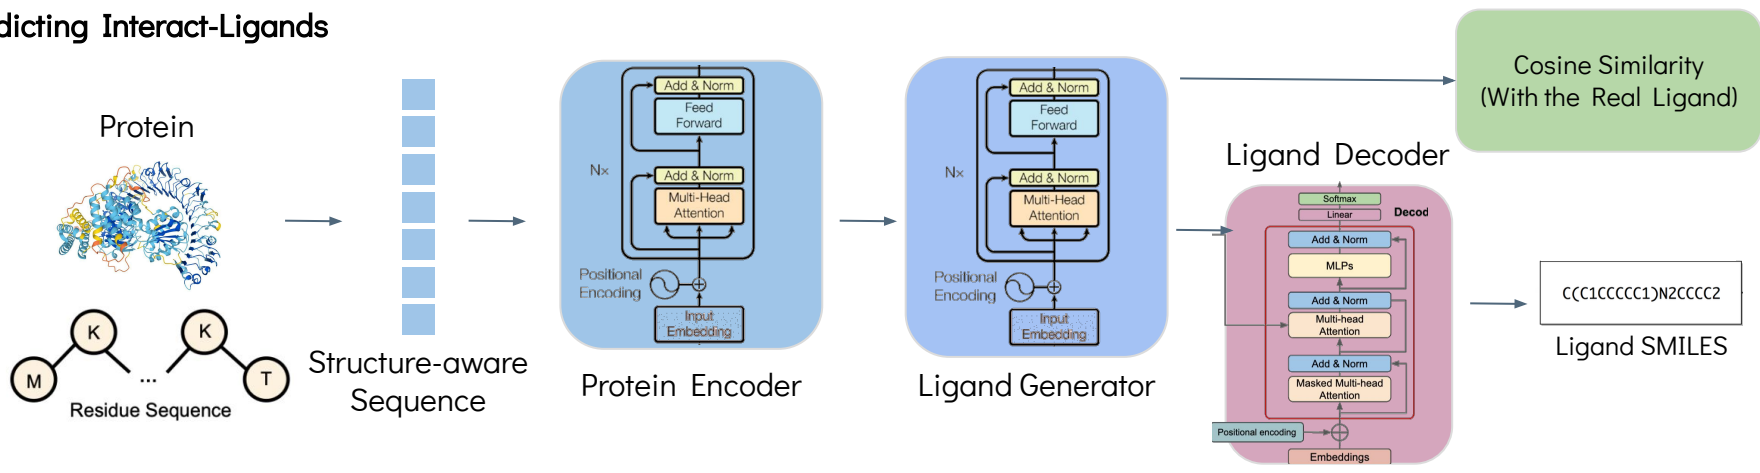 dicting Interact-Ligands
Protein
K
K
M
...
T
Residue Sequence
Structure-aware
Sequence
Add & Norm
Feed
Forward
Nx
Add & Norm
Multi-Head
Attention
Positional
Encoding
Input
Embedding
Protein Encoder
Add & Norm
Feed
Forward
Nx
Add & Norm
Multi-Head
Attention
Positional
Encoding
Input
Embedding
Ligand Generator
Cosine Similarity
(With the Real Ligand)
Ligand Decoder
Softmax
Linear
Decod
Add & Norm
MLPs
Add & Norm
Multi-head
Attention
Add & Norm
Masked Multi-head
Attention
Positional encoding
Embeddings
C(C1CCCCC1)N2CCCC2
Ligand SMILES